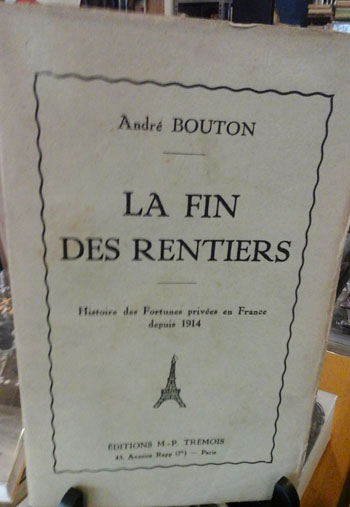 André BOUTON
LA FIN
DES RENTIERS
Histoire des Fortunes privées en France
depuis 1914
ÉDITIONS M.-P. TRÉMOIS
43, Avenue Rapp (7e) — Paris